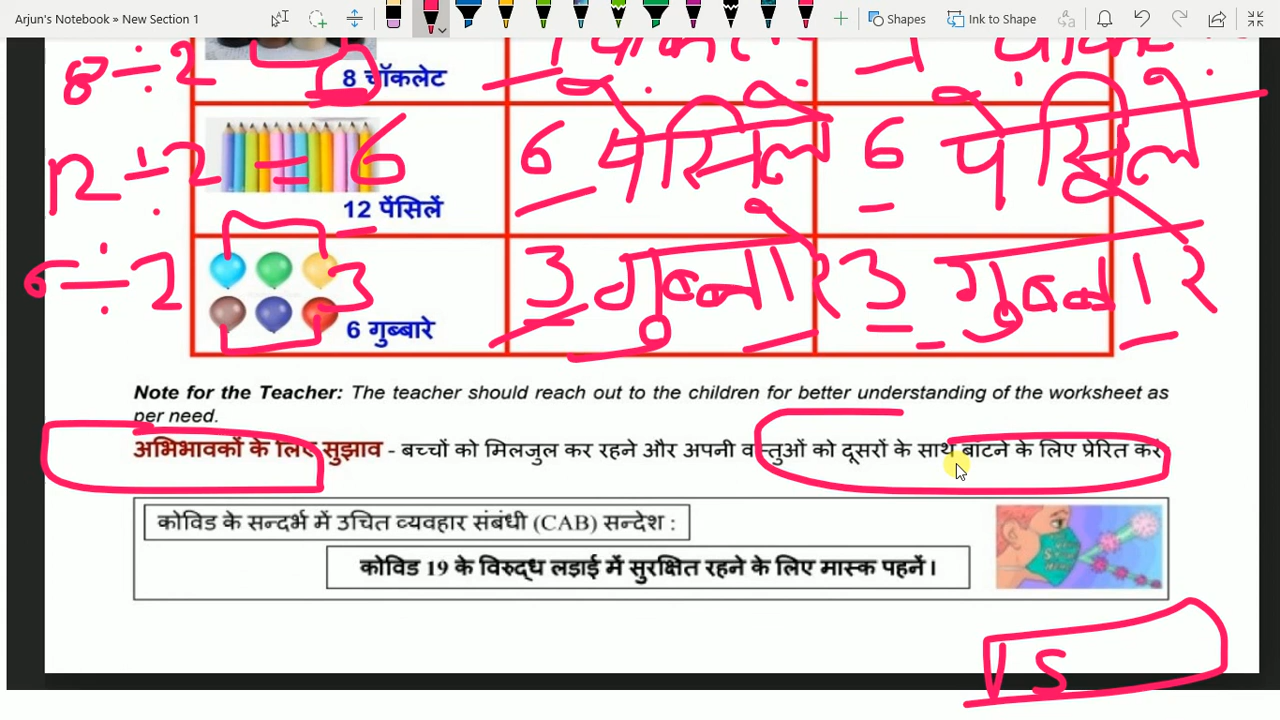 Arjun's Notebook » New Section 1
Shapes
Ink to Shape
8÷2
8 चॉकलेट
12÷2 = 6
12 पेंसिलें
6 पेंसिलें
6 पेंसिलें
6÷2
3
6 गुब्बारे
3 गुब्बारे
3 गुब्बारे
Note for the Teacher: The teacher should reach out to the children for better understanding of the worksheet as
per need.
अभिभावकों के लिए सुझाव - बच्चों को मिलजुल कर रहने और अपनी वस्तुओं को दूसरों के साथ बांटने के लिए प्रेरित करें
कोविड के सन्दर्भ में उचित व्यवहार संबंधी (CAB) सन्देश :
कोविड 19 के विरुद्ध लड़ाई में सुरक्षित रहने के लिए मास्क पहनें।